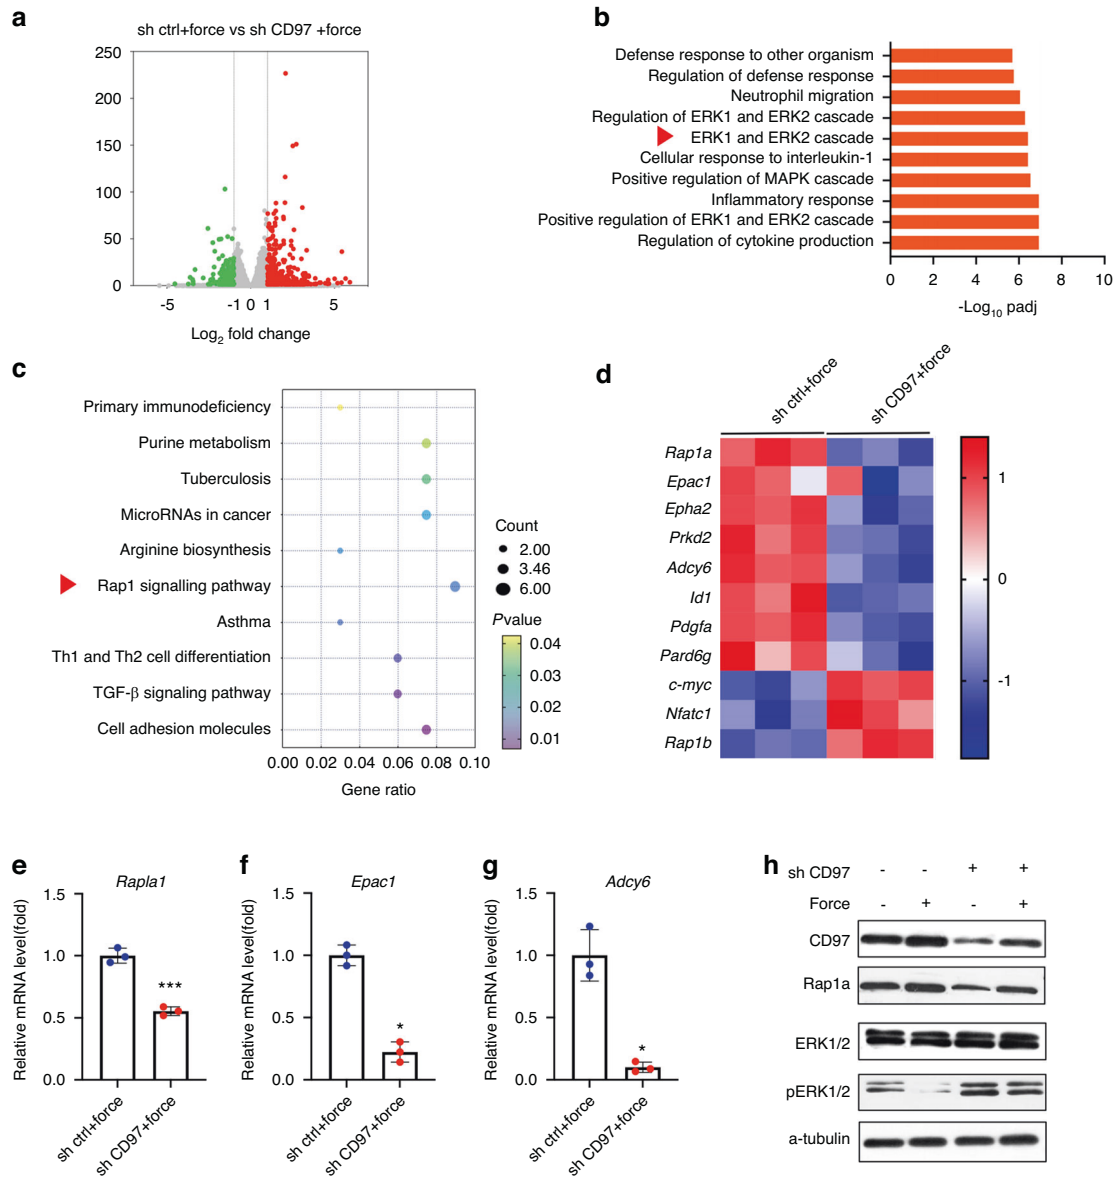 a
sh ctrl+force vs sh CD97 +force
250
200
150
100
50
0
-5
-1 0 1
5
Log2 fold change
b
Defense response to other organism
Regulation of defense response
Neutrophil migration
Regulation of ERK1 and ERK2 cascade
ERK1 and ERK2 cascade
Cellular response to interleukin-1
Positive regulation of MAPK cascade
Inflammatory response
Positive regulation of ERK1 and ERK2 cascade
Regulation of cytokine production
0 2 4 6 8 10
-Log10 padj
c
Primary immunodeficiency
Purine metabolism
Tuberculosis
MicroRNAs in cancer
Arginine biosynthesis
Rap1 signalling pathway
Asthma
Th1 and Th2 cell differentiation
TGF-β signaling pathway
Cell adhesion molecules
0.00 0.02 0.04 0.06 0.08 0.10
Gene ratio
Count
2.00
3.46
6.00
Pvalue
0.04
0.03
0.02
0.01
d
sh ctrl+force
sh CD97+force
Rap1a
Epac1
Epha2
Prkd2
Adcy6
Id1
Pdgfa
Pard6g
c-myc
Nfatc1
Rap1b
1
0
-1
e
Rapla1
Relative mRNA level(fold)
1.5
1.0
0.5
0.0
***
sh ctrl+force
sh CD97+force
f
Epac1
Relative mRNA level(fold)
1.5
1.0
0.5
0.0
*
sh ctrl+force
sh CD97+force
g
Adcy6
Relative mRNA level(fold)
1.5
1.0
0.5
0.0
*
sh ctrl+force
sh CD97+force
h
sh CD97 - - + +
Force - + - +
CD97
Rap1a
ERK1/2
pERK1/2
a-tubulin